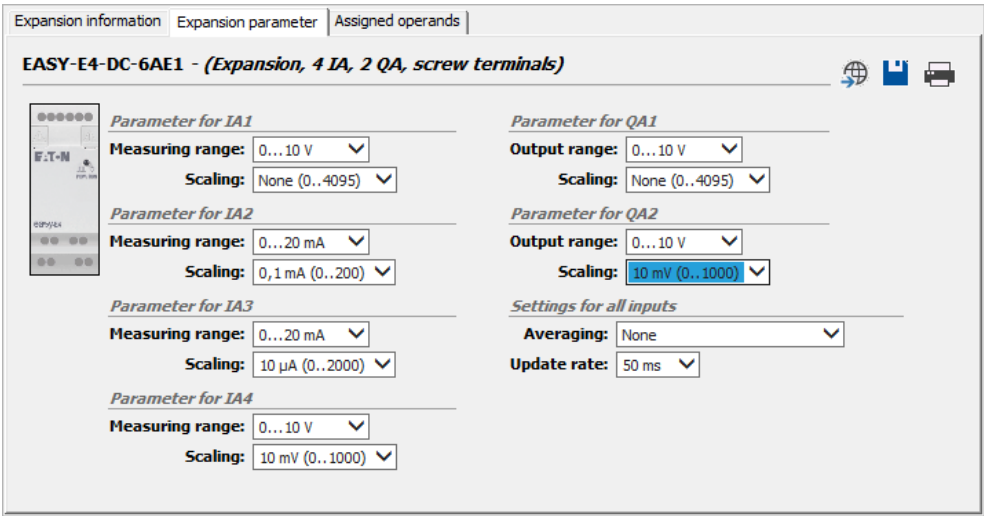 Expansion information Expansion parameter Assigned operands
EASY-E4-DC-6AE1 - (Expansion, 4 IA, 2 QA, screw terminals)
E·T·N
Parameter for IA1
Measuring range: 0...10 V
Scaling: None (0..4095)
Parameter for IA2
Measuring range: 0...20 mA
Scaling: 0,1 mA (0..200)
Parameter for IA3
Measuring range: 0...20 mA
Scaling: 10 µA (0..2000)
Parameter for IA4
Measuring range: 0...10 V
Scaling: 10 mV (0..1000)
Parameter for QA1
Output range: 0...10 V
Scaling: None (0..4095)
Parameter for QA2
Output range: 0...10 V
Scaling: 10 mV (0..1000)
Settings for all inputs
Averaging: None
Update rate: 50 ms